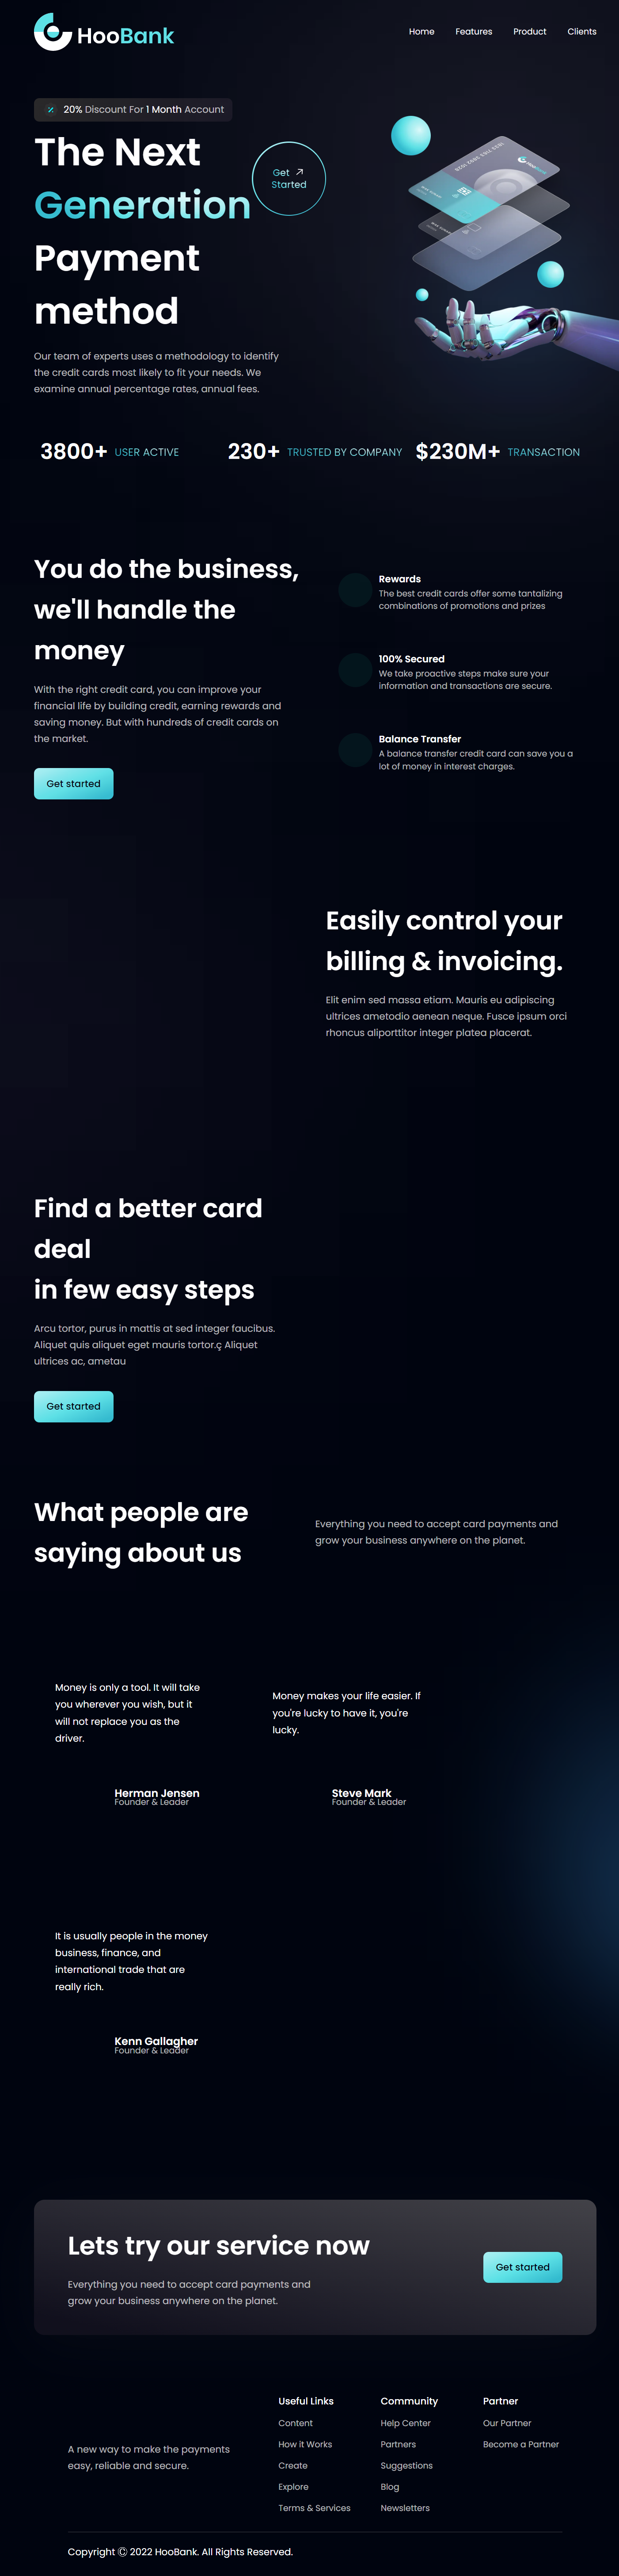 HooBank
Home Features Product Clients
20% Discount For 1 Month Account
The Next
Generation
Payment
method
Get
Started
Our team of experts uses a methodology to identify
the credit cards most likely to fit your needs. We
examine annual percentage rates, annual fees.
3800+ USER ACTIVE
230+ TRUSTED BY COMPANY
$230M+ TRANSACTION
You do the business,
we'll handle the
money
With the right credit card, you can improve your
financial life by building credit, earning rewards and
saving money. But with hundreds of credit cards on
the market.
Get started
Rewards
The best credit cards offer some tantalizing
combinations of promotions and prizes
100% Secured
We take proactive steps make sure your
information and transactions are secure.
Balance Transfer
A balance transfer credit card can save you a
lot of money in interest charges.
Easily control your
billing & invoicing.
Elit enim sed massa etiam. Mauris eu adipiscing
ultrices ametodio aenean neque. Fusce ipsum orci
rhoncus aliporttitor integer platea placerat.
Find a better card
deal
in few easy steps
Arcu tortor, purus in mattis at sed integer faucibus.
Aliquet quis aliquet eget mauris tortor.ç Aliquet
ultrices ac, ametau
Get started
What people are
saying about us
Everything you need to accept card payments and
grow your business anywhere on the planet.
Money is only a tool. It will take
you wherever you wish, but it
will not replace you as the
driver.
Herman Jensen
Founder & Leader
Money makes your life easier. If
you're lucky to have it, you're
lucky.
Steve Mark
Founder & Leader
It is usually people in the money
business, finance, and
international trade that are
really rich.
Kenn Gallagher
Founder & Leader
Lets try our service now
Everything you need to accept card payments and
grow your business anywhere on the planet.
Get started
A new way to make the payments
easy, reliable and secure.
Useful Links
Content
How it Works
Create
Explore
Terms & Services
Community
Help Center
Partners
Suggestions
Blog
Newsletters
Partner
Our Partner
Become a Partner
Copyright Ⓒ 2022 HooBank. All Rights Reserved.